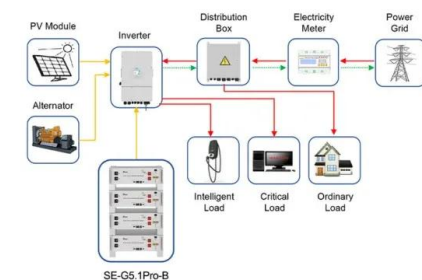 PV Module
Inverter
Distribution
Box
Electricity
Meter
Power
Grid
Alternator
Intelligent
Load
Critical
Load
Ordinary
Load
SE-G5.1Pro-B